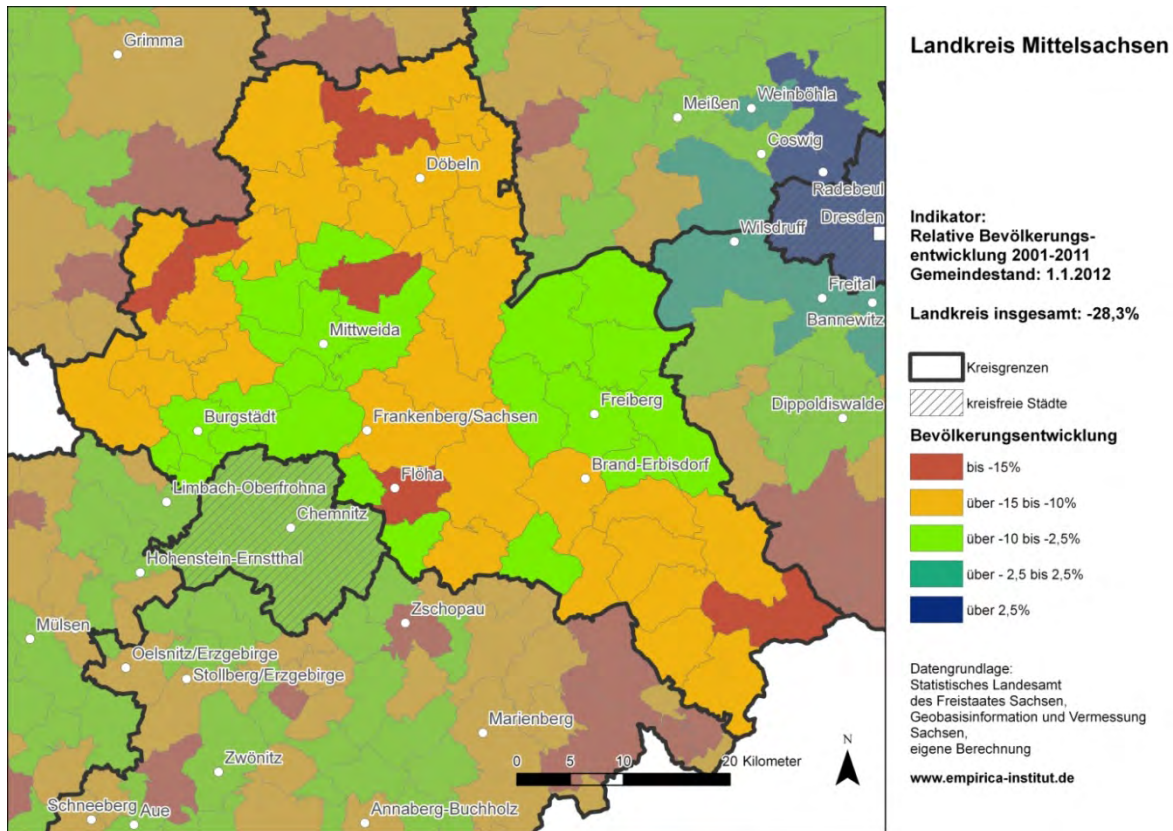 Landkreis Mittelsachsen
Indikator:
Relative Bevölkerungs-
entwicklung 2001-2011
Gemeindestand: 1.1.2012
Landkreis insgesamt: -28,3%
Kreisgrenzen
kreisfreie Städte
Bevölkerungsentwicklung
bis -15%
über -15 bis -10%
über -10 bis -2,5%
über - 2,5 bis 2,5%
über 2,5%
Datengrundlage:
Statistisches Landesamt
des Freistaates Sachsen,
Geobasisinformation und Vermessung
Sachsen,
eigene Berechnung
www.empirica-institut.de
Grimma
Meißen
Weinböhla
Coswig
Döbeln
Radebeul
Dresden
Wilsdruff
Freital
Bannewitz
Mittweida
Burgstädt
Frankenberg/Sachsen
Freiberg
Dippoldiswalde
Brand-Erbisdorf
Flöha
Limbach-Oberfrohna
Chemnitz
Hohenstein-Ernstthal
Zschopau
Mülsen
Oelsnitz/Erzgebirge
Stollberg/Erzgebirge
Marienberg
Zwönitz
Schneeberg
Aue
Annaberg-Buchholz
N
0 5 10 20 Kilometer